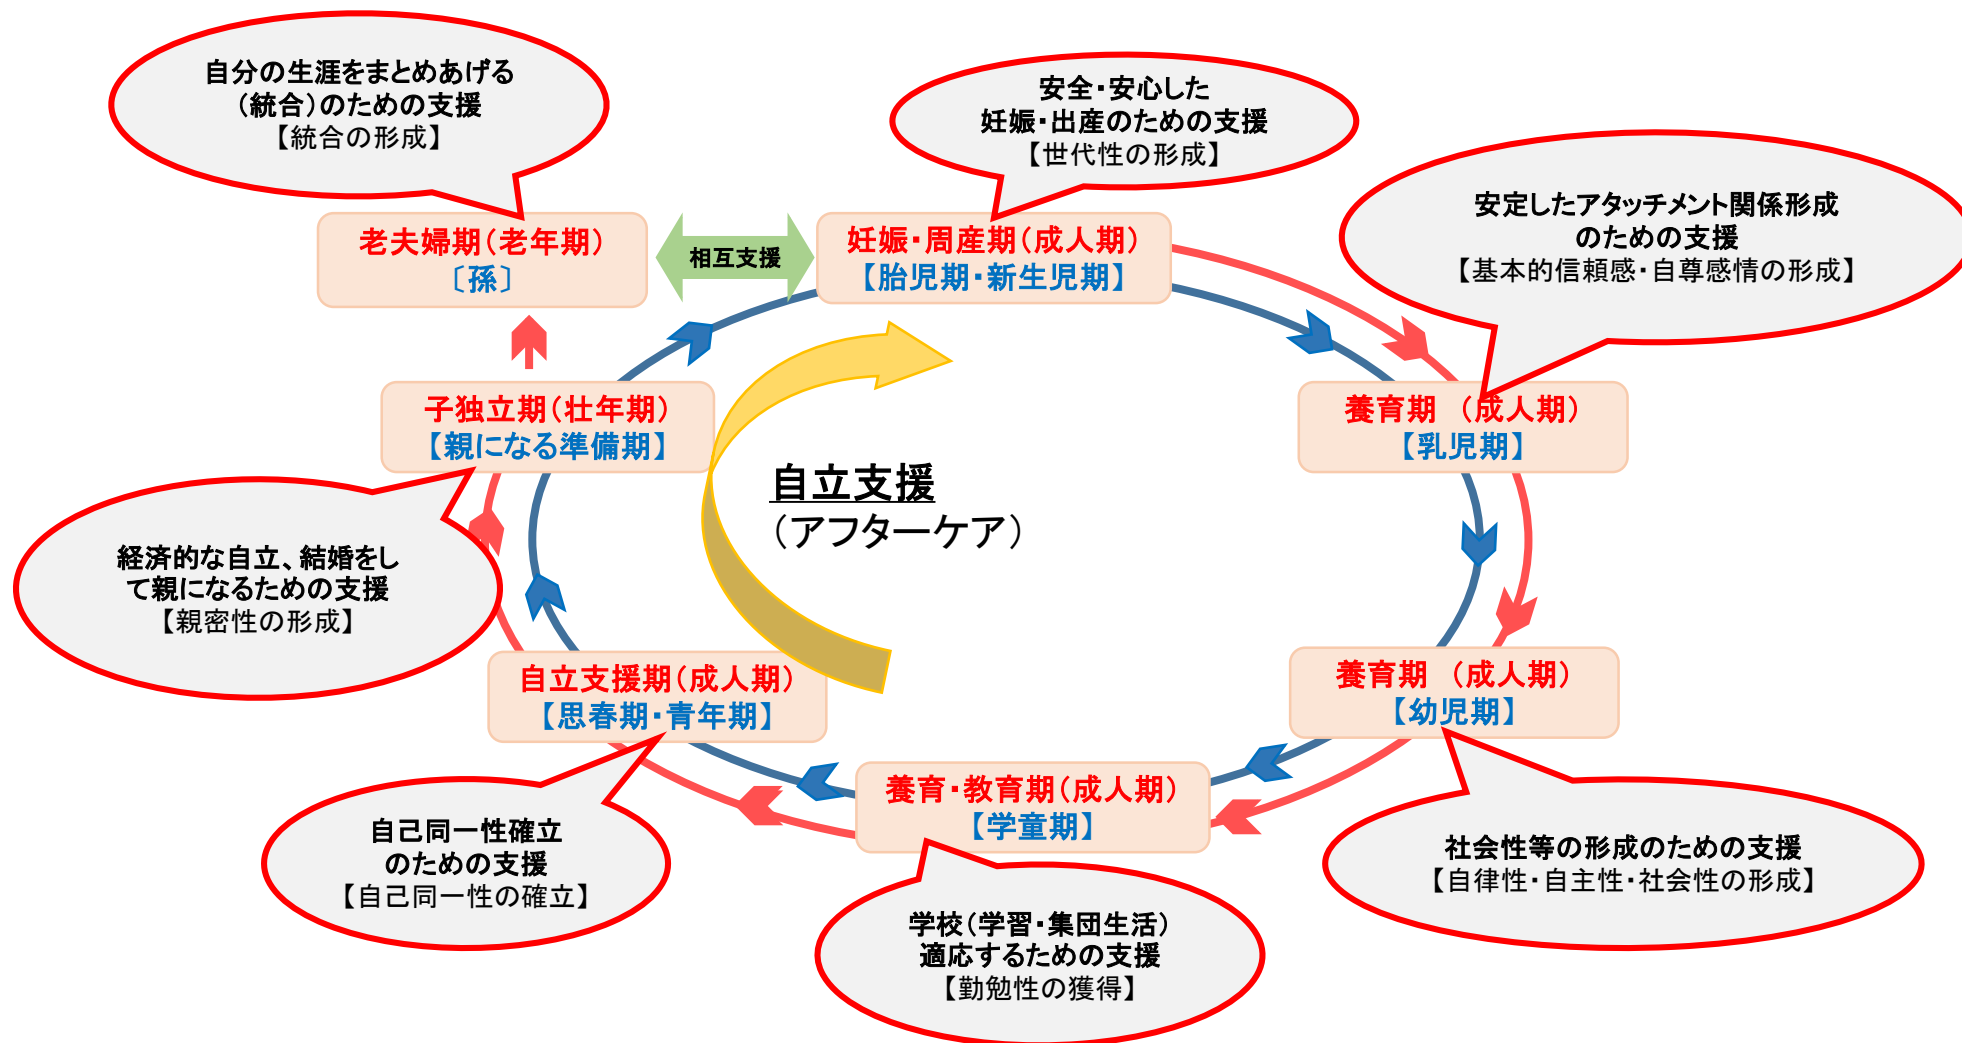 自分の生涯をまとめあげる
（統合）のための支援
【統合の形成】
安全・安心した
妊娠・出産のための支援
【世代性の形成】
安定したアタッチメント関係形成
のための支援
【基本的信頼感・自尊感情の形成】
老夫婦期（老年期）
〔孫〕
相互支援
妊娠・周産期（成人期）
【胎児期・新生児期】
子独立期（壮年期）
【親になる準備期】
養育期　（成人期）
【乳児期】
自立支援
（アフターケア）
経済的な自立、結婚をし
て親になるための支援
【親密性の形成】
自立支援期（成人期）
【思春期・青年期】
養育期　（成人期）
【幼児期】
養育・教育期（成人期）
【学童期】
自己同一性確立
のための支援
【自己同一性の確立】
社会性等の形成のための支援
【自律性・自主性・社会性の形成】
学校（学習・集団生活）
適応するための支援
【勤勉性の獲得】